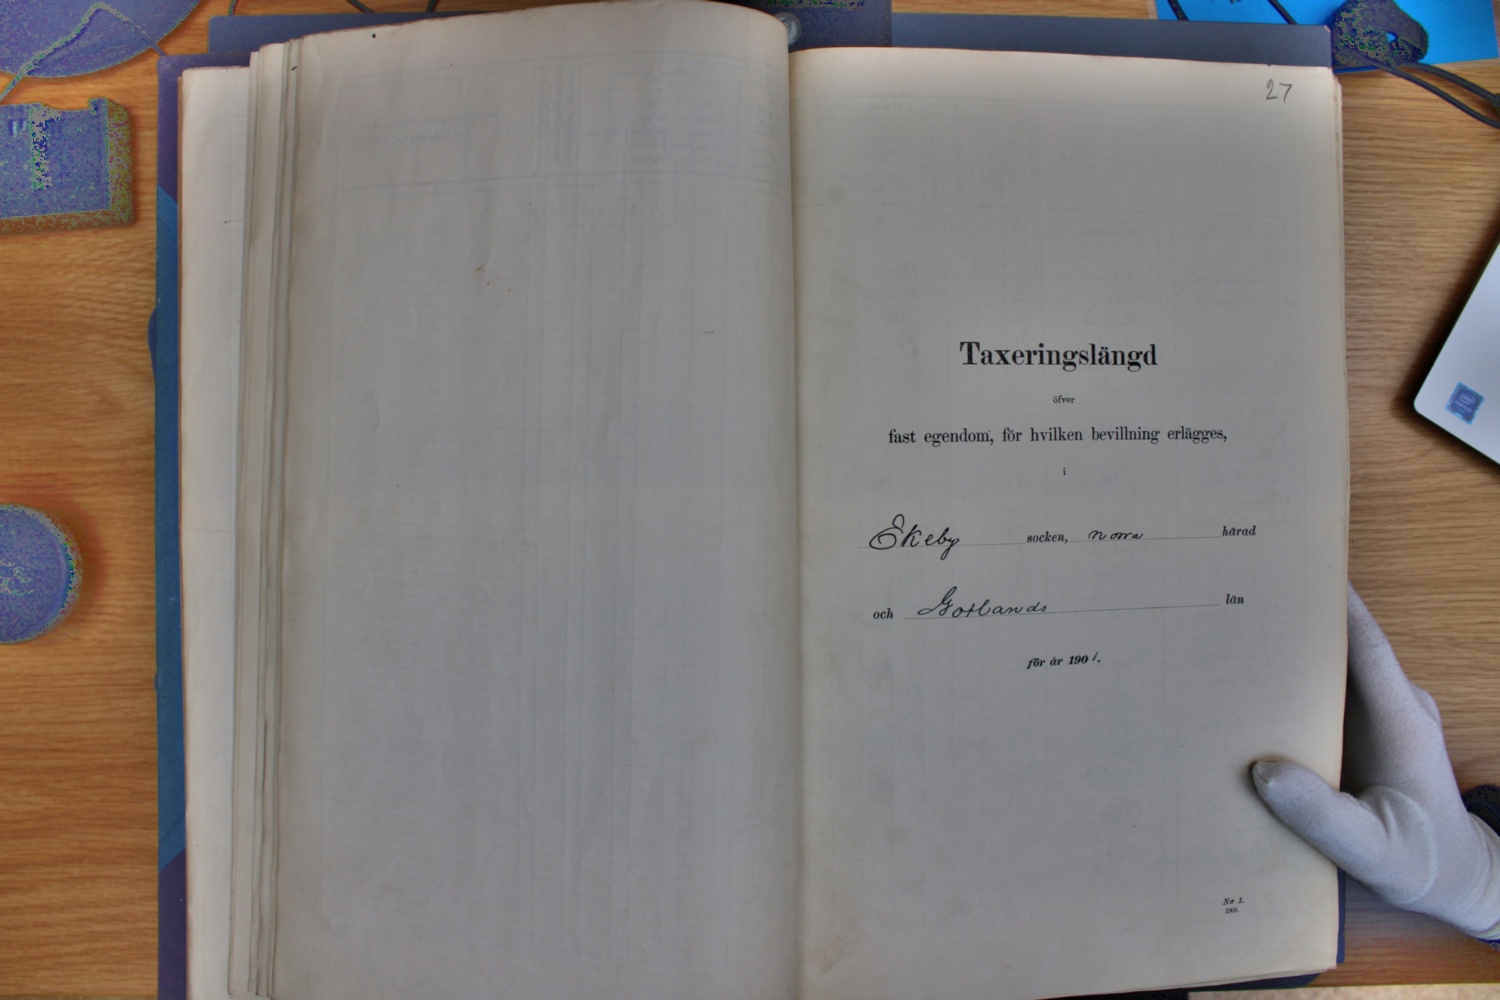 27
Taxeringslängd
öfver
fast egendom, för hvilken bevillning erlägges,
i
Ekeby socken, norra härad
och Gotlands län
för år 1901.
No 1.
1900.